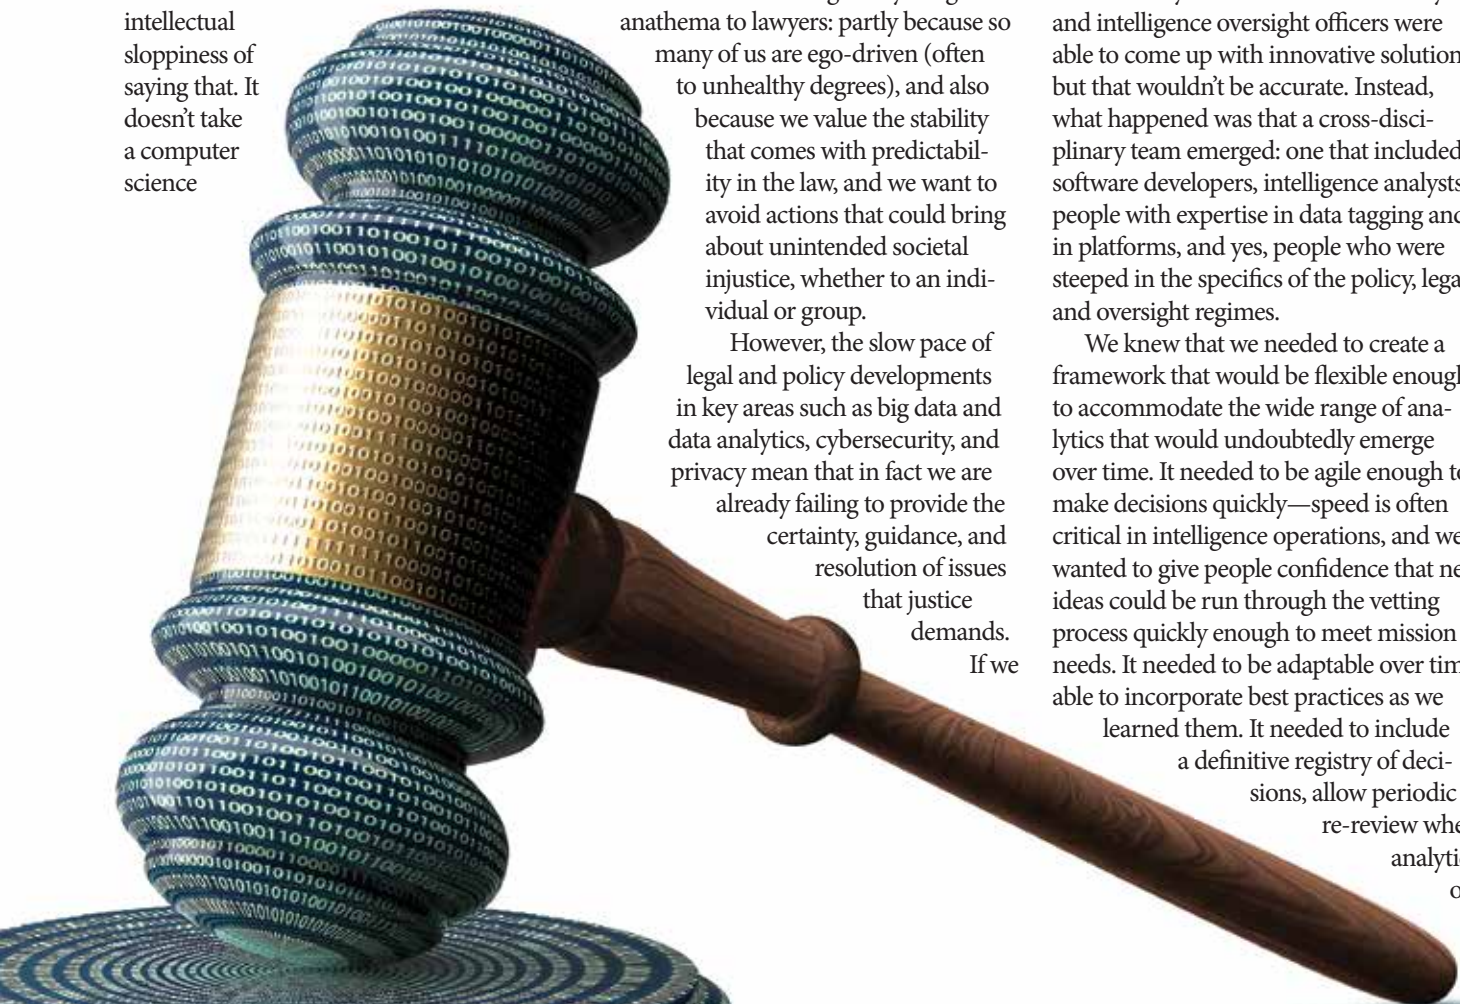 intellectual
sloppiness of
saying that. It
doesn't take
a computer
science
anathema to lawyers: partly because so
many of us are ego-driven (often
to unhealthy degrees), and also
because we value the stability
that comes with predictabil-
ity in the law, and we want to
avoid actions that could bring
about unintended societal
injustice, whether to an indi-
vidual or group.
However, the slow pace of
legal and policy developments
in key areas such as big data and
data analytics, cybersecurity, and
privacy mean that in fact we are
already failing to provide the
certainty, guidance, and
resolution of issues
that justice
demands.
If we
and intelligence oversight officers were
able to come up with innovative solution
but that wouldn't be accurate. Instead,
what happened was that a cross-disci-
plinary team emerged: one that included
software developers, intelligence analysts
people with expertise in data tagging and
in platforms, and yes, people who were
steeped in the specifics of the policy, lega
and oversight regimes.
We knew that we needed to create a
framework that would be flexible enough
to accommodate the wide range of ana-
lytics that would undoubtedly emerge
over time. It needed to be agile enough to
make decisions quickly—speed is often
critical in intelligence operations, and we
wanted to give people confidence that ne
ideas could be run through the vetting
process quickly enough to meet mission
needs. It needed to be adaptable over tim
able to incorporate best practices as we
learned them. It needed to include
a definitive registry of deci-
sions, allow periodic
re-review whe
analyti
o